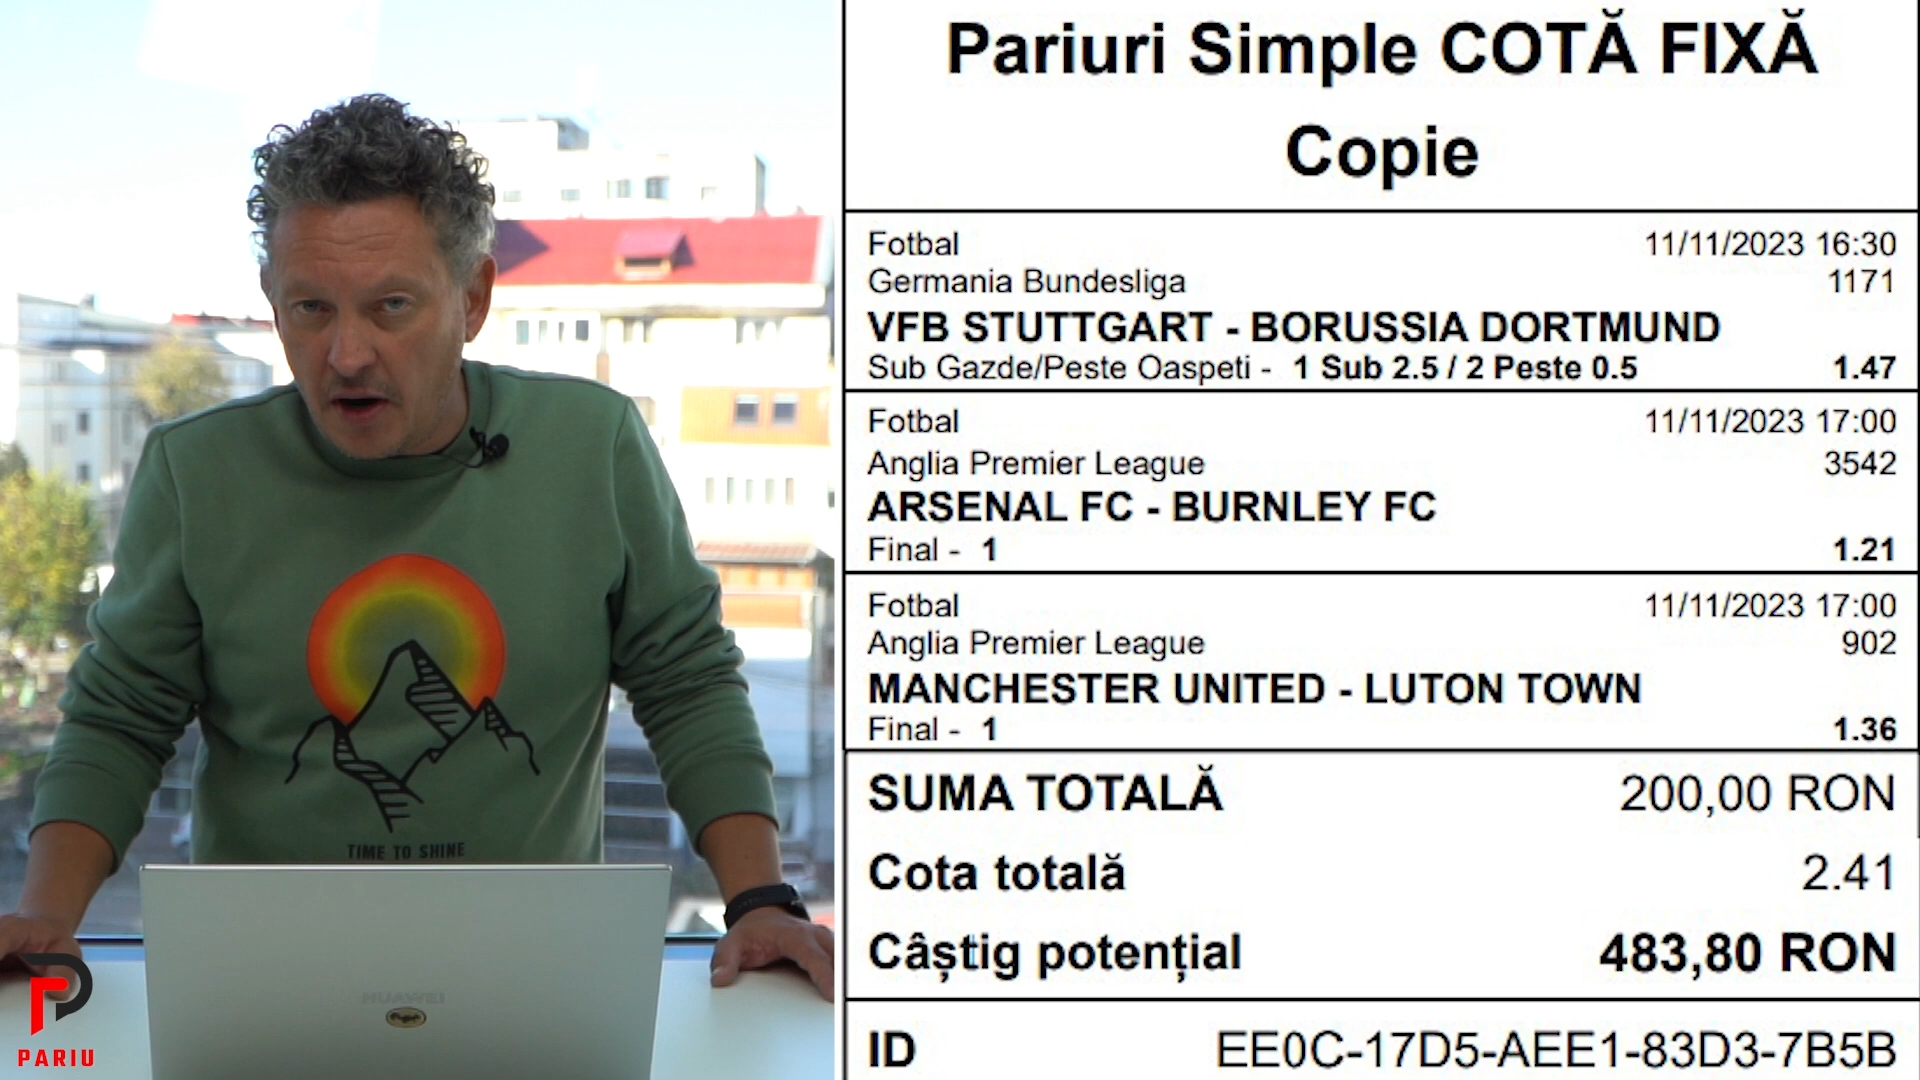 Pariuri Simple COTĂ FIXĂ
Copie
Fotbal 11/11/2023 16:30
Germania Bundesliga 1171
VFB STUTTGART - BORUSSIA DORTMUND
Sub Gazde/Peste Oaspeti - 1 Sub 2.5 / 2 Peste 0.5 1.47
Fotbal 11/11/2023 17:00
Anglia Premier League 3542
ARSENAL FC - BURNLEY FC
Final - 1 1.21
Fotbal 11/11/2023 17:00
Anglia Premier League 902
MANCHESTER UNITED - LUTON TOWN
Final - 1 1.36
SUMA TOTALĂ 200,00 RON
Cota totală 2.41
Câștig potențial 483,80 RON
ID EE0C-17D5-AEE1-83D3-7B5B
TIME TO SHINE
HUAWEI
PARIU